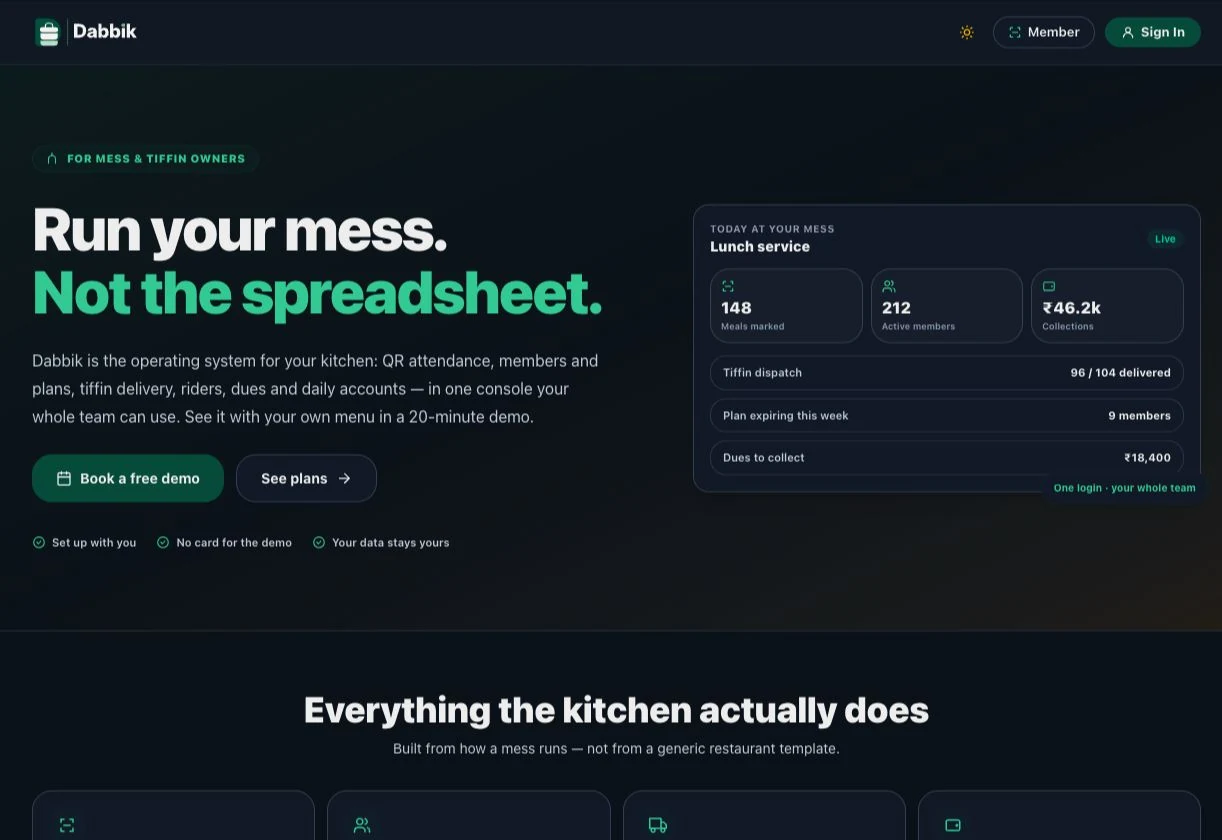 Dabbik
Member
Sign In
FOR MESS & TIFFIN OWNERS
Run your mess.
Not the spreadsheet.
Dabbik is the operating system for your kitchen: QR attendance, members and
plans, tiffin delivery, riders, dues and daily accounts — in one console your
whole team can use. See it with your own menu in a 20-minute demo.
Book a free demo
See plans
Set up with you
No card for the demo
Your data stays yours
TODAY AT YOUR MESS
Lunch service
Live
148
Meals marked
212
Active members
₹46.2k
Collections
Tiffin dispatch
96 / 104 delivered
Plan expiring this week
9 members
Dues to collect
₹18,400
One login · your whole team
Everything the kitchen actually does
Built from how a mess runs — not from a generic restaurant template.